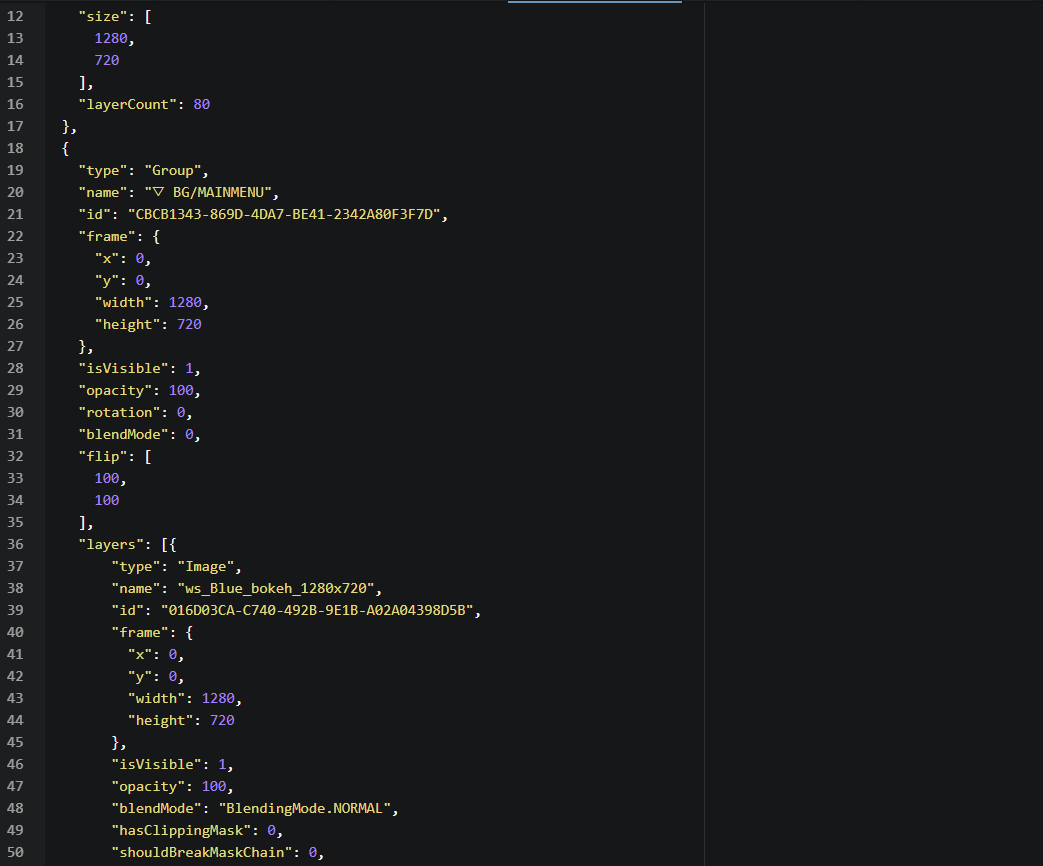 12 "size": [
13 1280,
14 720
15 ],
16 "layerCount": 80
17 },
18 {
19 "type": "Group",
20 "name": "▽ BG/MAINMENU",
21 "id": "CBCB1343-869D-4DA7-BE41-2342A80F3F7D",
22 "frame": {
23 "x": 0,
24 "y": 0,
25 "width": 1280,
26 "height": 720
27 },
28 "isVisible": 1,
29 "opacity": 100,
30 "rotation": 0,
31 "blendMode": 0,
32 "flip": [
33 100,
34 100
35 ],
36 "layers": [{
37 "type": "Image",
38 "name": "ws_Blue_bokeh_1280x720",
39 "id": "016D03CA-C740-492B-9E1B-A02A04398D5B",
40 "frame": {
41 "x": 0,
42 "y": 0,
43 "width": 1280,
44 "height": 720
45 },
46 "isVisible": 1,
47 "opacity": 100,
48 "blendMode": "BlendingMode.NORMAL",
49 "hasClippingMask": 0,
50 "shouldBreakMaskChain": 0,